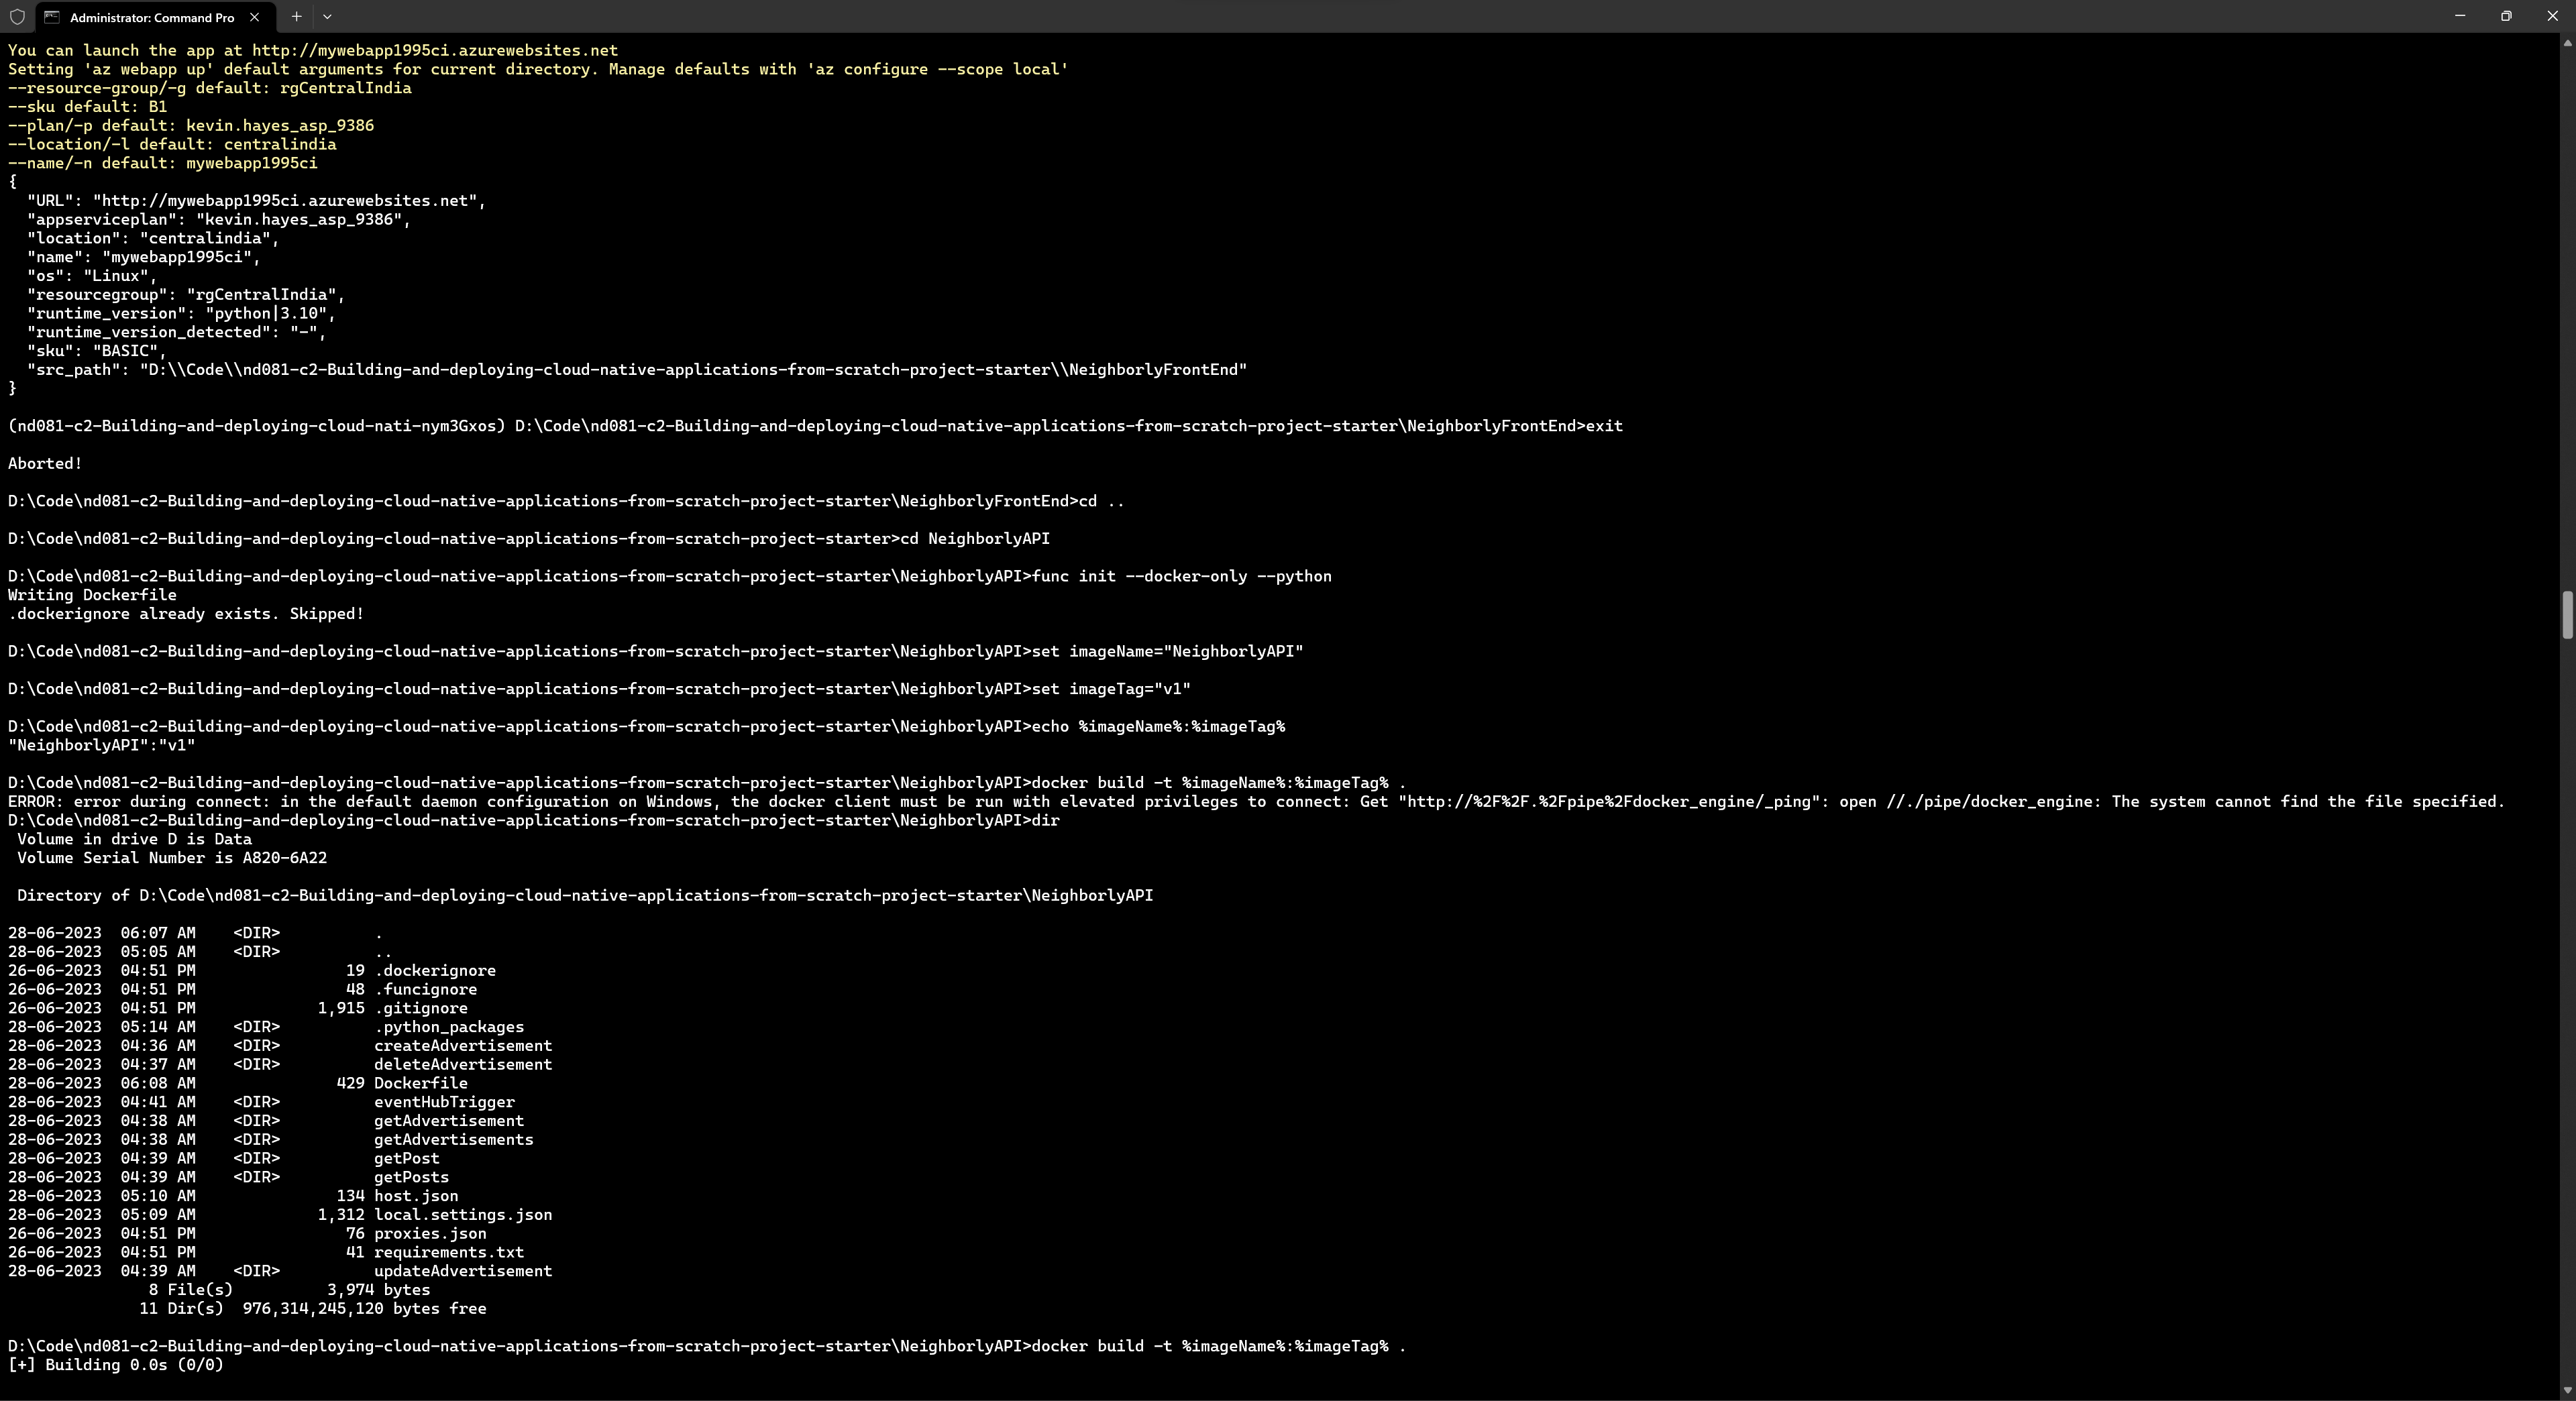 Administrator: Command Pro
You can launch the app at http://mywebapp1995ci.azurewebsites.net
Setting 'az webapp up' default arguments for current directory. Manage defaults with 'az configure --scope local'
--resource-group/-g default: rgCentralIndia
--sku default: B1
--plan/-p default: kevin.hayes_asp_9386
--location/-l default: centralindia
--name/-n default: mywebapp1995ci
{
  "URL": "http://mywebapp1995ci.azurewebsites.net",
  "appserviceplan": "kevin.hayes_asp_9386",
  "location": "centralindia",
  "name": "mywebapp1995ci",
  "os": "Linux",
  "resourcegroup": "rgCentralIndia",
  "runtime_version": "python|3.10",
  "runtime_version_detected": "-",
  "sku": "BASIC",
  "src_path": "D:\\Code\\nd081-c2-Building-and-deploying-cloud-native-applications-from-scratch-project-starter\\NeighborlyFrontEnd"
}
(nd081-c2-Building-and-deploying-cloud-nati-nym3Gxos) D:\Code\nd081-c2-Building-and-deploying-cloud-native-applications-from-scratch-project-starter\NeighborlyFrontEnd>exit
Aborted!
D:\Code\nd081-c2-Building-and-deploying-cloud-native-applications-from-scratch-project-starter\NeighborlyFrontEnd>cd ..
D:\Code\nd081-c2-Building-and-deploying-cloud-native-applications-from-scratch-project-starter>cd NeighborlyAPI
D:\Code\nd081-c2-Building-and-deploying-cloud-native-applications-from-scratch-project-starter\NeighborlyAPI>func init --docker-only --python
Writing Dockerfile
.dockerignore already exists. Skipped!
D:\Code\nd081-c2-Building-and-deploying-cloud-native-applications-from-scratch-project-starter\NeighborlyAPI>set imageName="NeighborlyAPI"
D:\Code\nd081-c2-Building-and-deploying-cloud-native-applications-from-scratch-project-starter\NeighborlyAPI>set imageTag="v1"
D:\Code\nd081-c2-Building-and-deploying-cloud-native-applications-from-scratch-project-starter\NeighborlyAPI>echo %imageName%:%imageTag%
"NeighborlyAPI":"v1"
D:\Code\nd081-c2-Building-and-deploying-cloud-native-applications-from-scratch-project-starter\NeighborlyAPI>docker build -t %imageName%:%imageTag% .
ERROR: error during connect: in the default daemon configuration on Windows, the docker client must be run with elevated privileges to connect: Get "http://%2F%2F.%2Fpipe%2Fdocker_engine/_ping": open //./pipe/docker_engine: The system cannot find the file specified.
D:\Code\nd081-c2-Building-and-deploying-cloud-native-applications-from-scratch-project-starter\NeighborlyAPI>dir
 Volume in drive D is Data
 Volume Serial Number is A820-6A22
 Directory of D:\Code\nd081-c2-Building-and-deploying-cloud-native-applications-from-scratch-project-starter\NeighborlyAPI
28-06-2023  06:07 AM    <DIR>          .
28-06-2023  05:05 AM    <DIR>          ..
26-06-2023  04:51 PM                19 .dockerignore
26-06-2023  04:51 PM                48 .funcignore
26-06-2023  04:51 PM             1,915 .gitignore
28-06-2023  05:14 AM    <DIR>          .python_packages
28-06-2023  04:36 AM    <DIR>          createAdvertisement
28-06-2023  04:37 AM    <DIR>          deleteAdvertisement
28-06-2023  06:08 AM               429 Dockerfile
28-06-2023  04:41 AM    <DIR>          eventHubTrigger
28-06-2023  04:38 AM    <DIR>          getAdvertisement
28-06-2023  04:38 AM    <DIR>          getAdvertisements
28-06-2023  04:39 AM    <DIR>          getPost
28-06-2023  04:39 AM    <DIR>          getPosts
28-06-2023  05:10 AM               134 host.json
28-06-2023  05:09 AM             1,312 local.settings.json
26-06-2023  04:51 PM                76 proxies.json
26-06-2023  04:51 PM                41 requirements.txt
28-06-2023  04:39 AM    <DIR>          updateAdvertisement
               8 File(s)          3,974 bytes
              11 Dir(s)  976,314,245,120 bytes free
D:\Code\nd081-c2-Building-and-deploying-cloud-native-applications-from-scratch-project-starter\NeighborlyAPI>docker build -t %imageName%:%imageTag% .
[+] Building 0.0s (0/0)